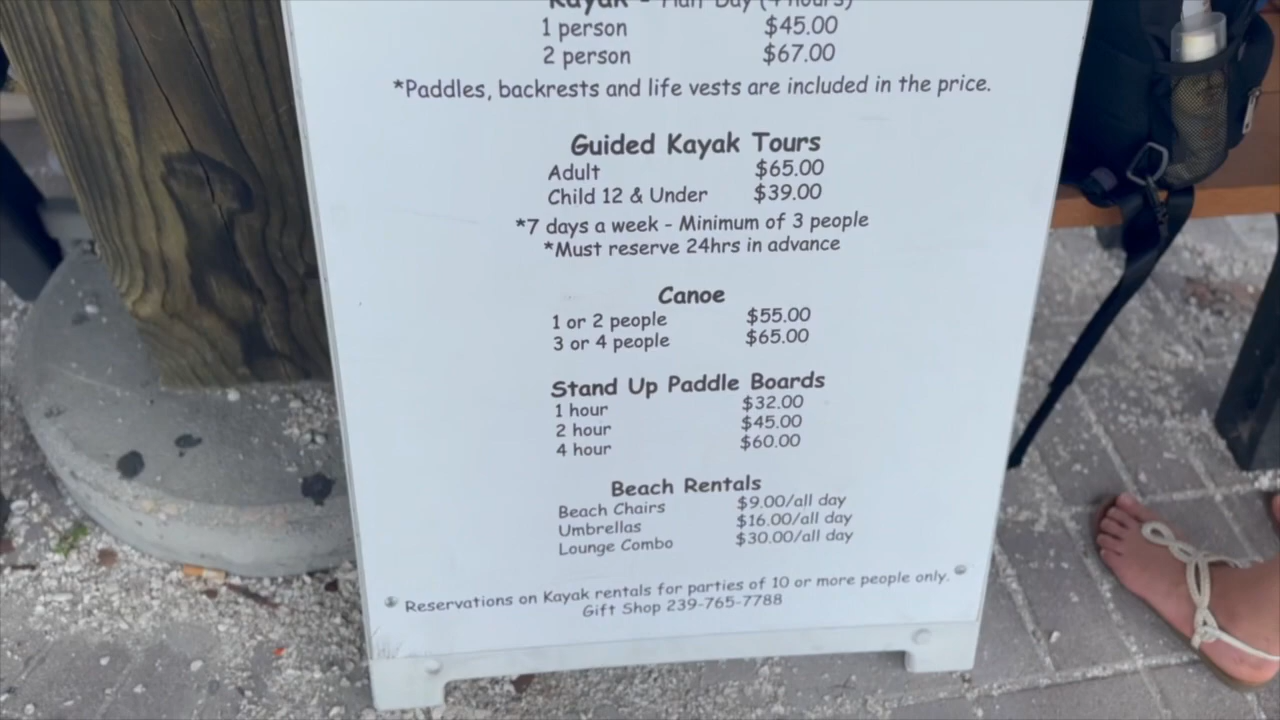 Kayak - Half Day (4 hours)
1 person $45.00
2 person $67.00
*Paddles, backrests and life vests are included in the price.
Guided Kayak Tours
Adult $65.00
Child 12 & Under $39.00
*7 days a week - Minimum of 3 people
*Must reserve 24hrs in advance
Canoe
1 or 2 people $55.00
3 or 4 people $65.00
Stand Up Paddle Boards
1 hour $32.00
2 hour $45.00
4 hour $60.00
Beach Rentals
Beach Chairs $9.00/all day
Umbrellas $16.00/all day
Lounge Combo $30.00/all day
Reservations on Kayak rentals for parties of 10 or more people only.
Gift Shop 239-765-7788